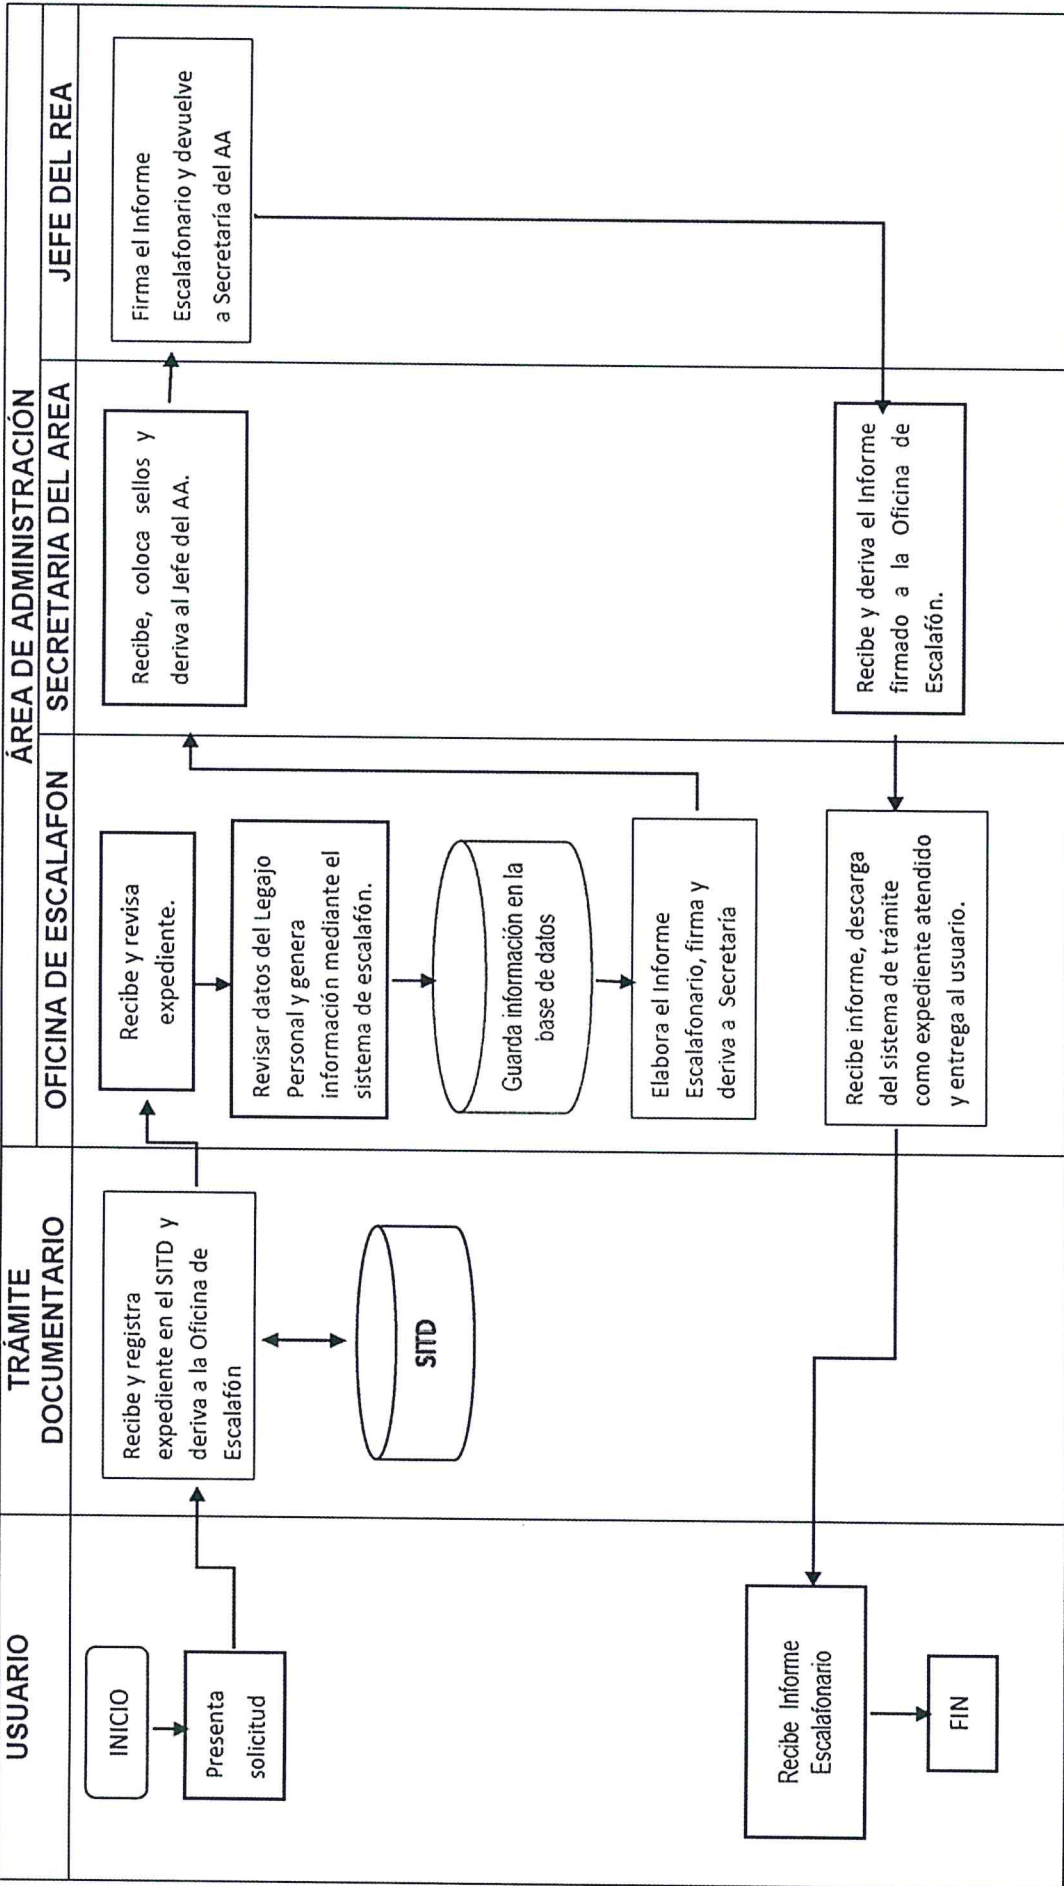 USUARIO
TRÁMITE
DOCUMENTARIO
ÁREA DE ADMINISTRACIÓN
OFICINA DE ESCALAFON
SECRETARIA DEL AREA
JEFE DEL REA
INICIO
Presenta
solicitud
Recibe y registra
expediente en el SITD y
deriva a la Oficina de
Escalafón
SITD
Recibe y revisa
expediente.
Revisar datos del Legajo
Personal y genera
información mediante el
sistema de escalafón.
Guarda información en la
base de datos
Elabora el Informe
Escalafonario, firma y
deriva a Secretaría
Recibe, coloca sellos y
deriva al Jefe del AA.
Firma el Informe
Escalafonario y devuelve
a Secretaría del AA
Recibe y deriva el Informe
firmado a la Oficina de
Escalafón.
Recibe informe, descarga
del sistema de trámite
como expediente atendido
y entrega al usuario.
Recibe Informe
Escalafonario
FIN